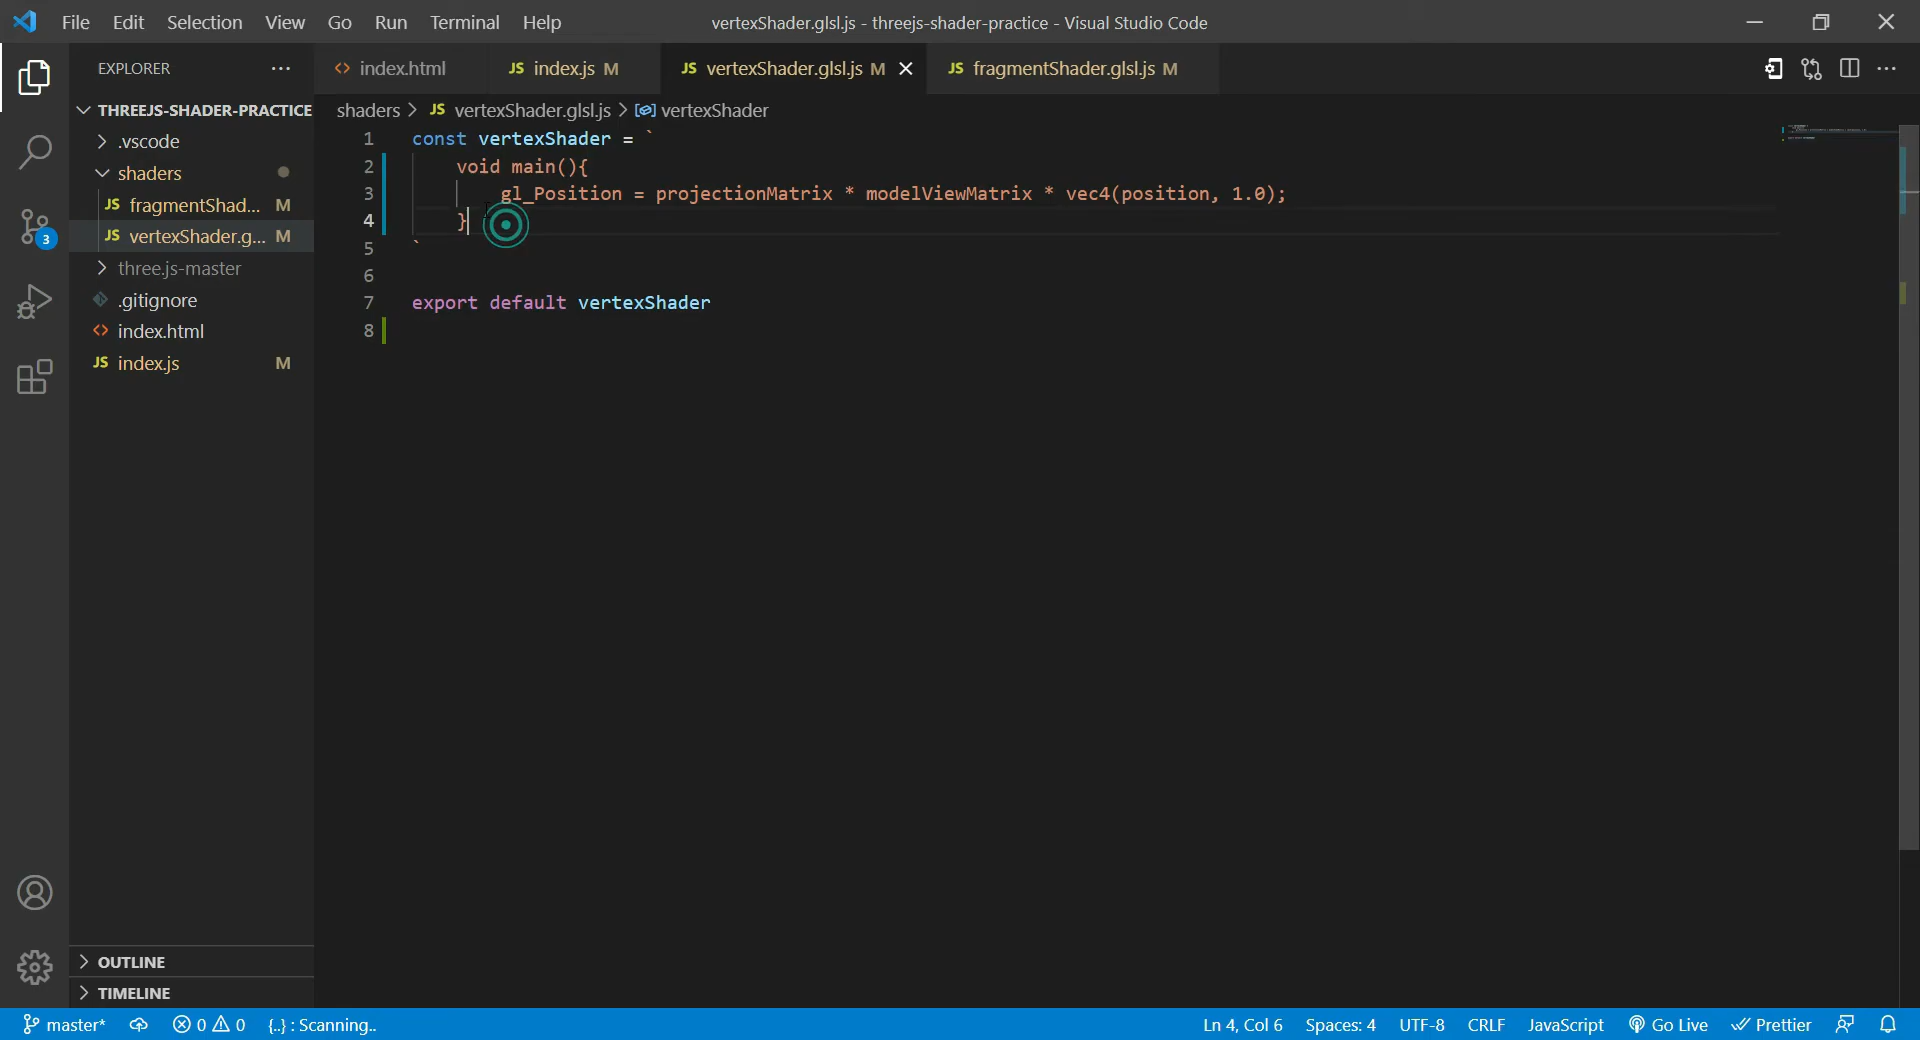 File Edit Selection View Go Run Terminal Help
vertexShader.glsl.js - threejs-shader-practice - Visual Studio Code
EXPLORER
index.html
JS index.js M
JS vertexShader.glsl.js M
JS fragmentShader.glsl.js M
THREEJS-SHADER-PRACTICE
.vscode
shaders
JS fragmentShad... M
JS vertexShader.g... M
three.js-master
.gitignore
index.html
JS index.js M
3
shaders > JS vertexShader.glsl.js > vertexShader
1 const vertexShader = `
2 void main(){
3 gl_Position = projectionMatrix * modelViewMatrix * vec4(position, 1.0);
4 }
5 `
6
7 export default vertexShader
8
OUTLINE
TIMELINE
master* 0 0 {..} : Scanning.. Ln 4, Col 6 Spaces: 4 UTF-8 CRLF JavaScript Go Live Prettier